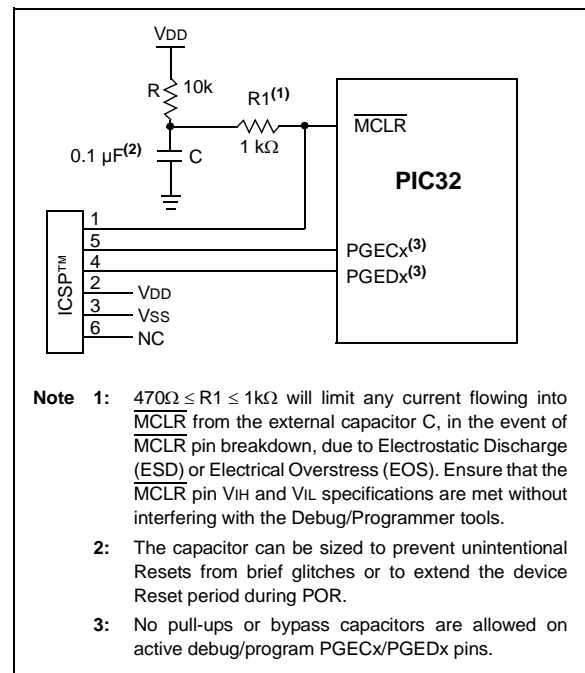 VDD
R 10k
R1(1)
0.1 µF(2) C
1 kΩ
MCLR
PIC32
ICSP™
1
5
4
2
3
6
PGECx(3)
PGEDx(3)
VDD
VSS
NC
Note 1: 470Ω ≤ R1 ≤ 1kΩ will limit any current flowing into
MCLR from the external capacitor C, in the event of
MCLR pin breakdown, due to Electrostatic Discharge
(ESD) or Electrical Overstress (EOS). Ensure that the
MCLR pin VIH and VIL specifications are met without
interfering with the Debug/Programmer tools.
2: The capacitor can be sized to prevent unintentional
Resets from brief glitches or to extend the device
Reset period during POR.
3: No pull-ups or bypass capacitors are allowed on
active debug/program PGECx/PGEDx pins.